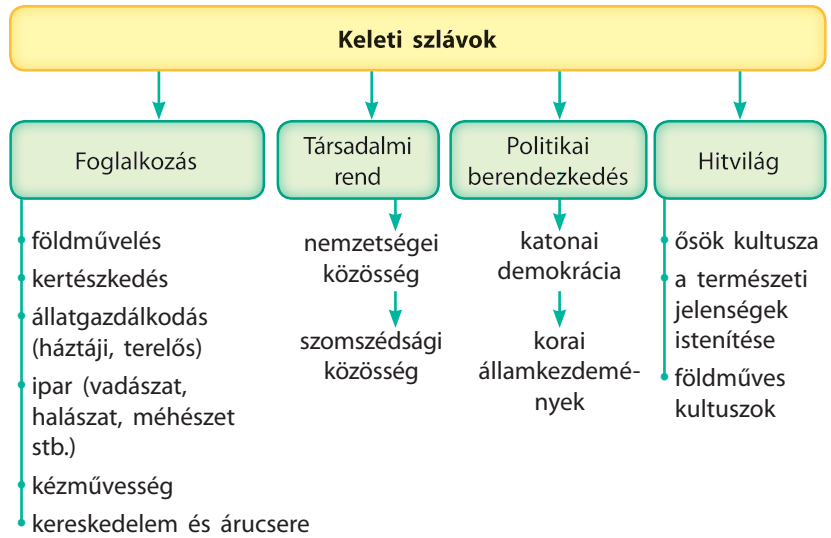 Keleti szlávok
Foglalkozás
földművelés
kertészkedés
állatgazdálkodás
(háztáji, terelős)
ipar (vadászat,
halászat, méhészet
stb.)
kézművesség
kereskedelem és árucsere
Társadalmi
rend
nemzetségei
közösség
szomszédsági
közösség
Politikai
berendezkedés
katonai
demokrácia
korai
államkezdemé-
nyek
Hitvilág
ősök kultusza
a természeti
jelenségek
istenítése
földműves
kultuszok